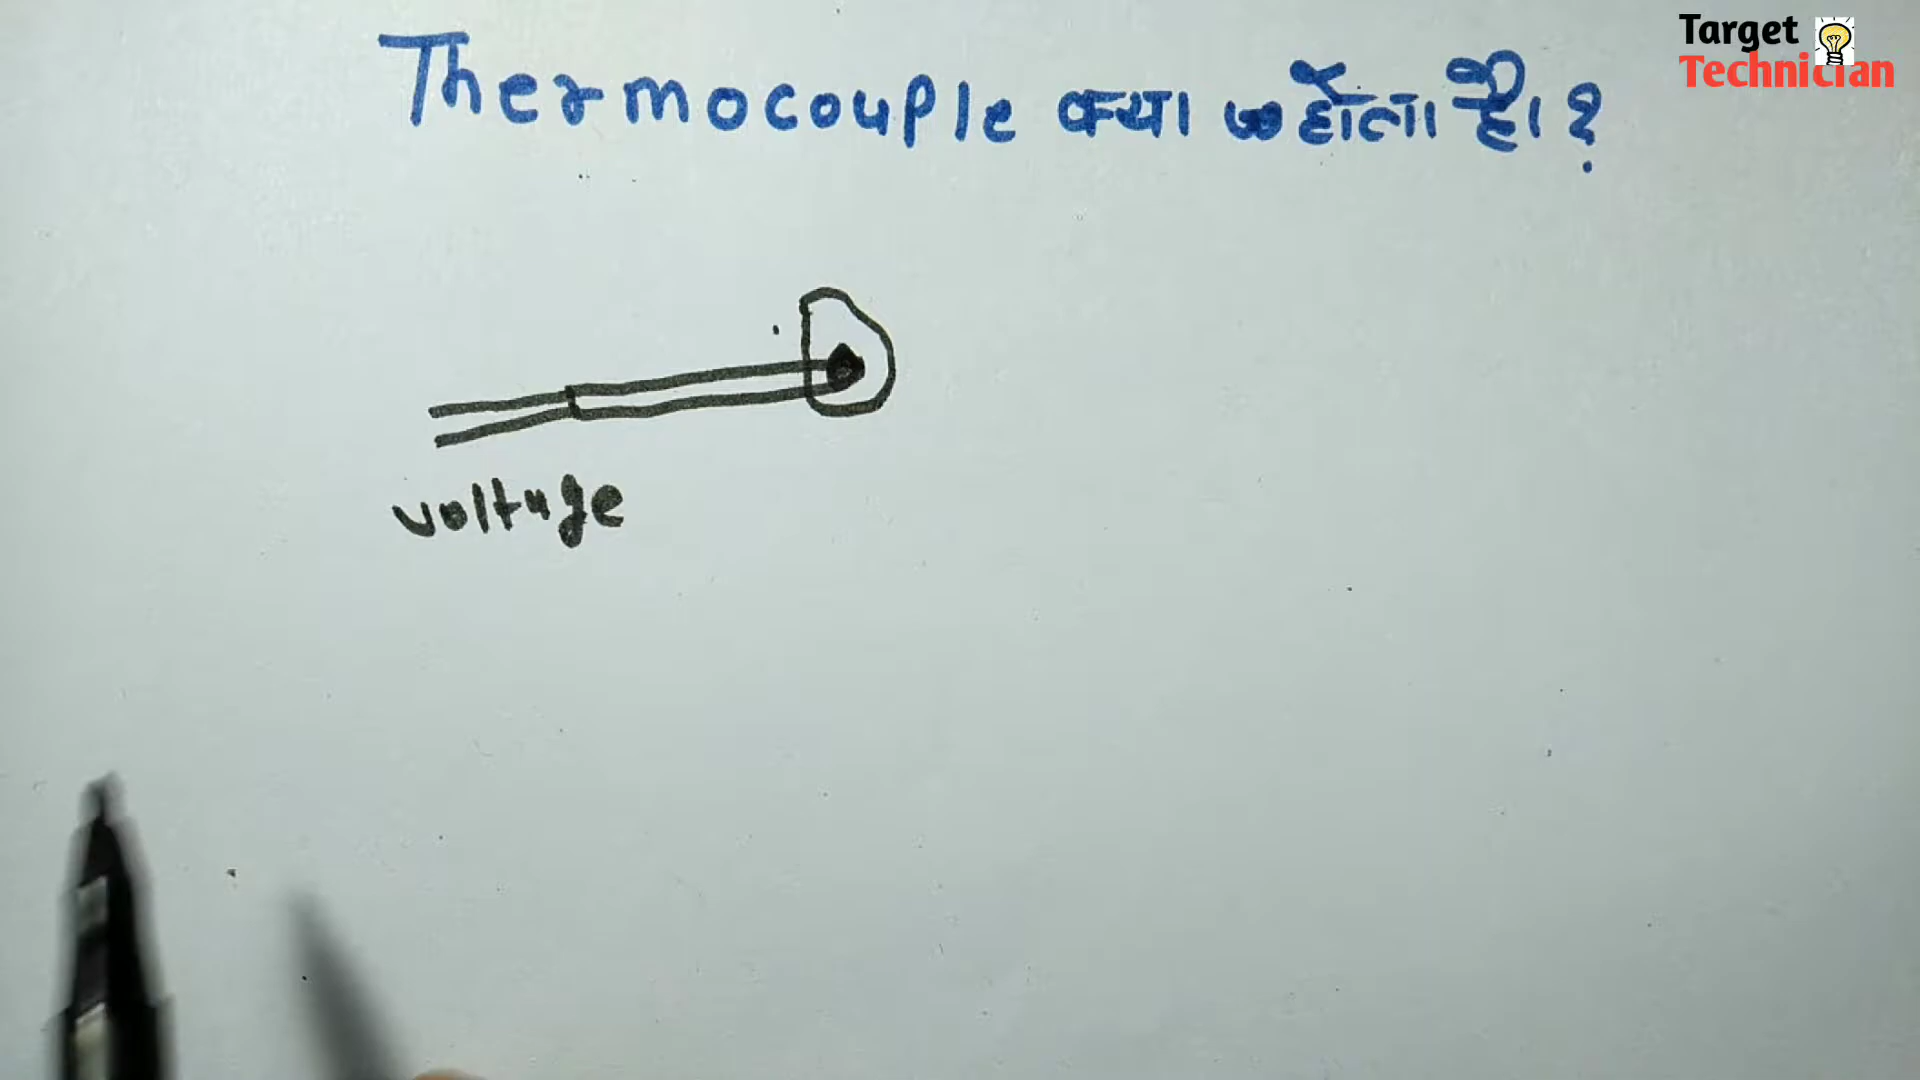 Target
Technician
Thermocouple क्या होता है। ?
voltage